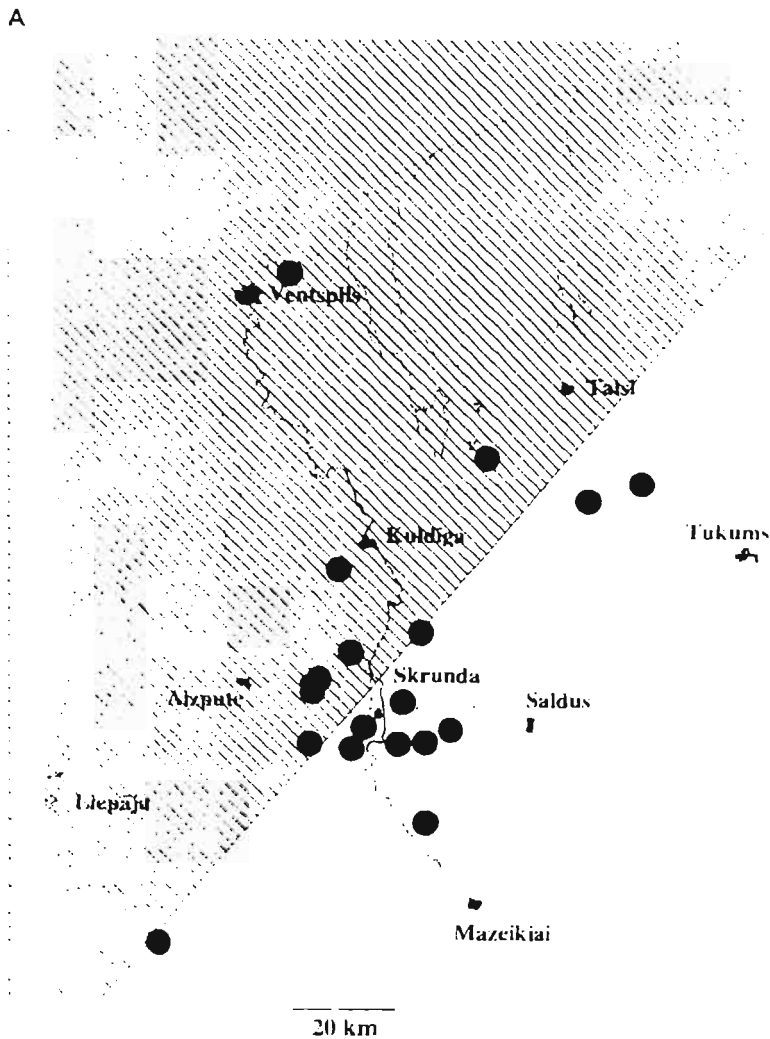 A
Ventspils
Talsi
Tukums
Kuldiga
Skrunda
Aizpute
Saldus
Liepaja
Mazeikiai
20 km